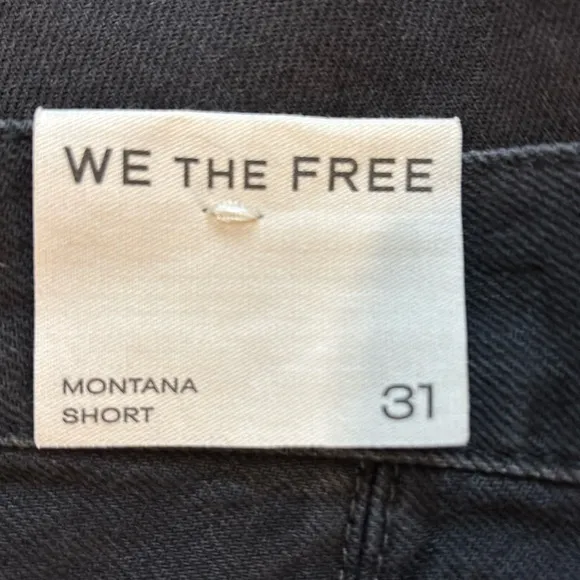 WE THE FREE
MONTANA
SHORT
31